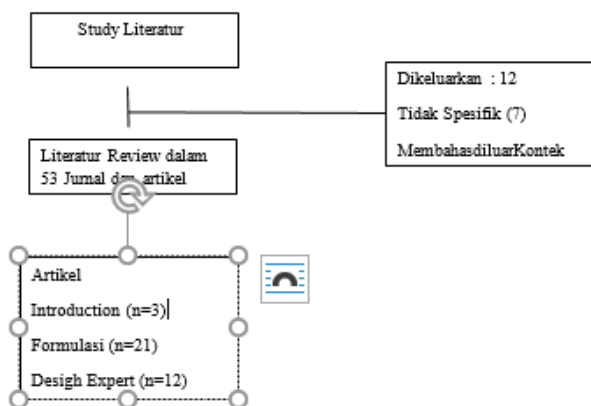 Study Literatur
Dikeluarkan : 12
Tidak Spesifik (7)
MembahasdiluarKontek
Literatur Review dalam
53 Jurnal dan artikel
Artikel
Introduction (n=3)
Formulasi (n=21)
Desigh Expert (n=12)